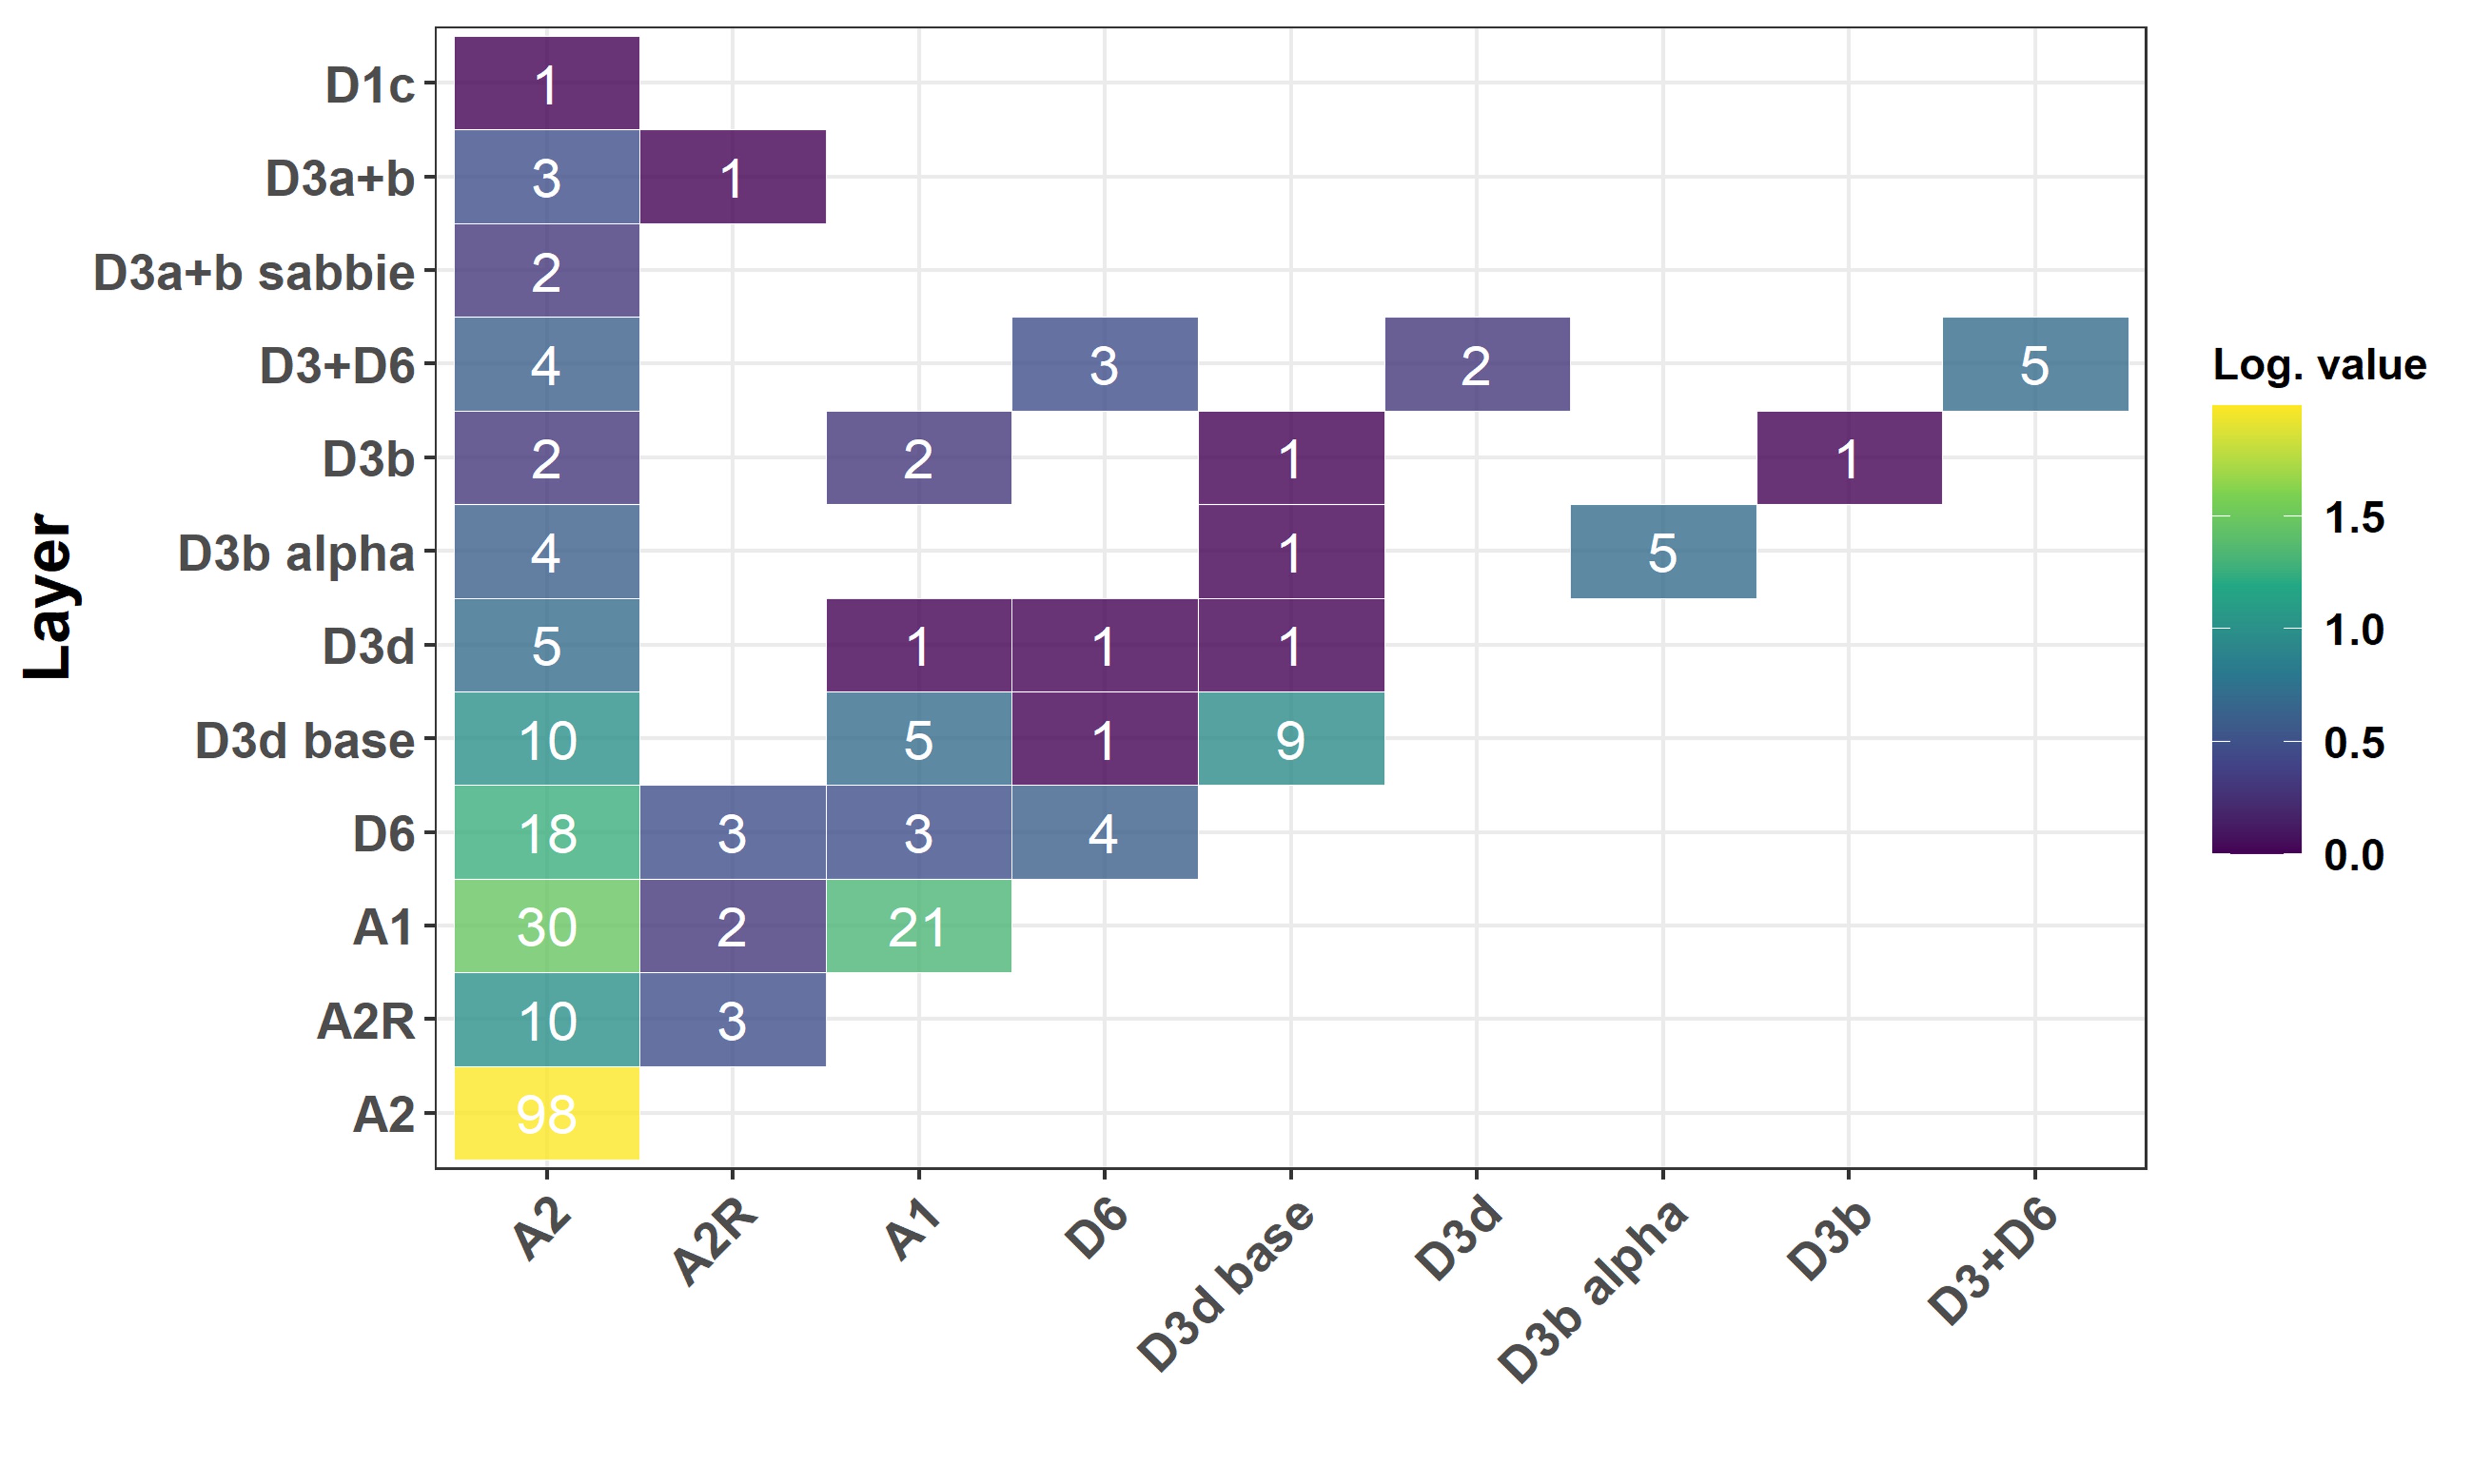 Layer
D1c 1
D3a+b 3 1
D3a+b sabbie 2
D3+D6 4 3 2 5
D3b 2 2 1 1
D3b alpha 4 1 5
D3d 5 1 1 1
D3d base 10 5 1 9
D6 18 3 3 4
A1 30 2 21
A2R 10 3
A2 98
A2 A2R A1 D6 D3d base D3d D3b alpha D3b D3+D6
Log. value
1.5
1.0
0.5
0.0